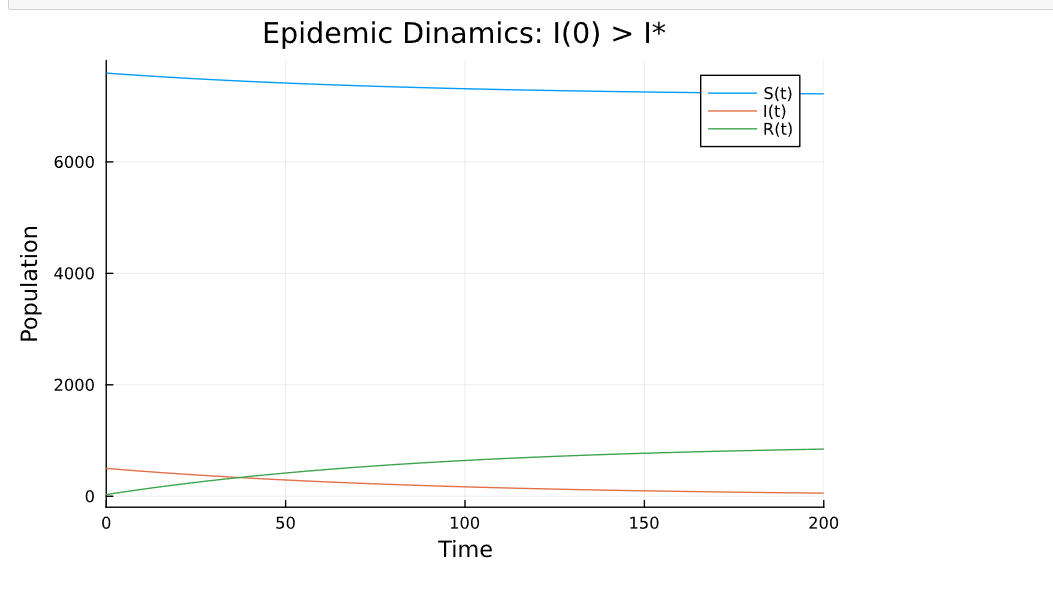 Epidemic Dinamics: I(0) > I*
S(t)
I(t)
R(t)
6000
4000
2000
0
Population
0 50 100 150 200
Time